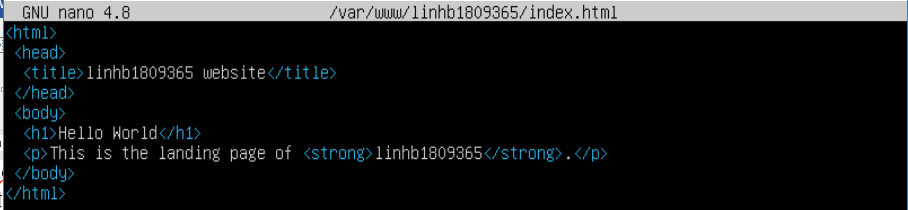 GNU nano 4.8 /var/www/linhb1809365/index.html
<html>
<head>
<title>linhb1809365 website</title>
</head>
<body>
<h1>Hello World</h1>
<p>This is the landing page of <strong>linhb1809365</strong>.</p>
</body>
</html>